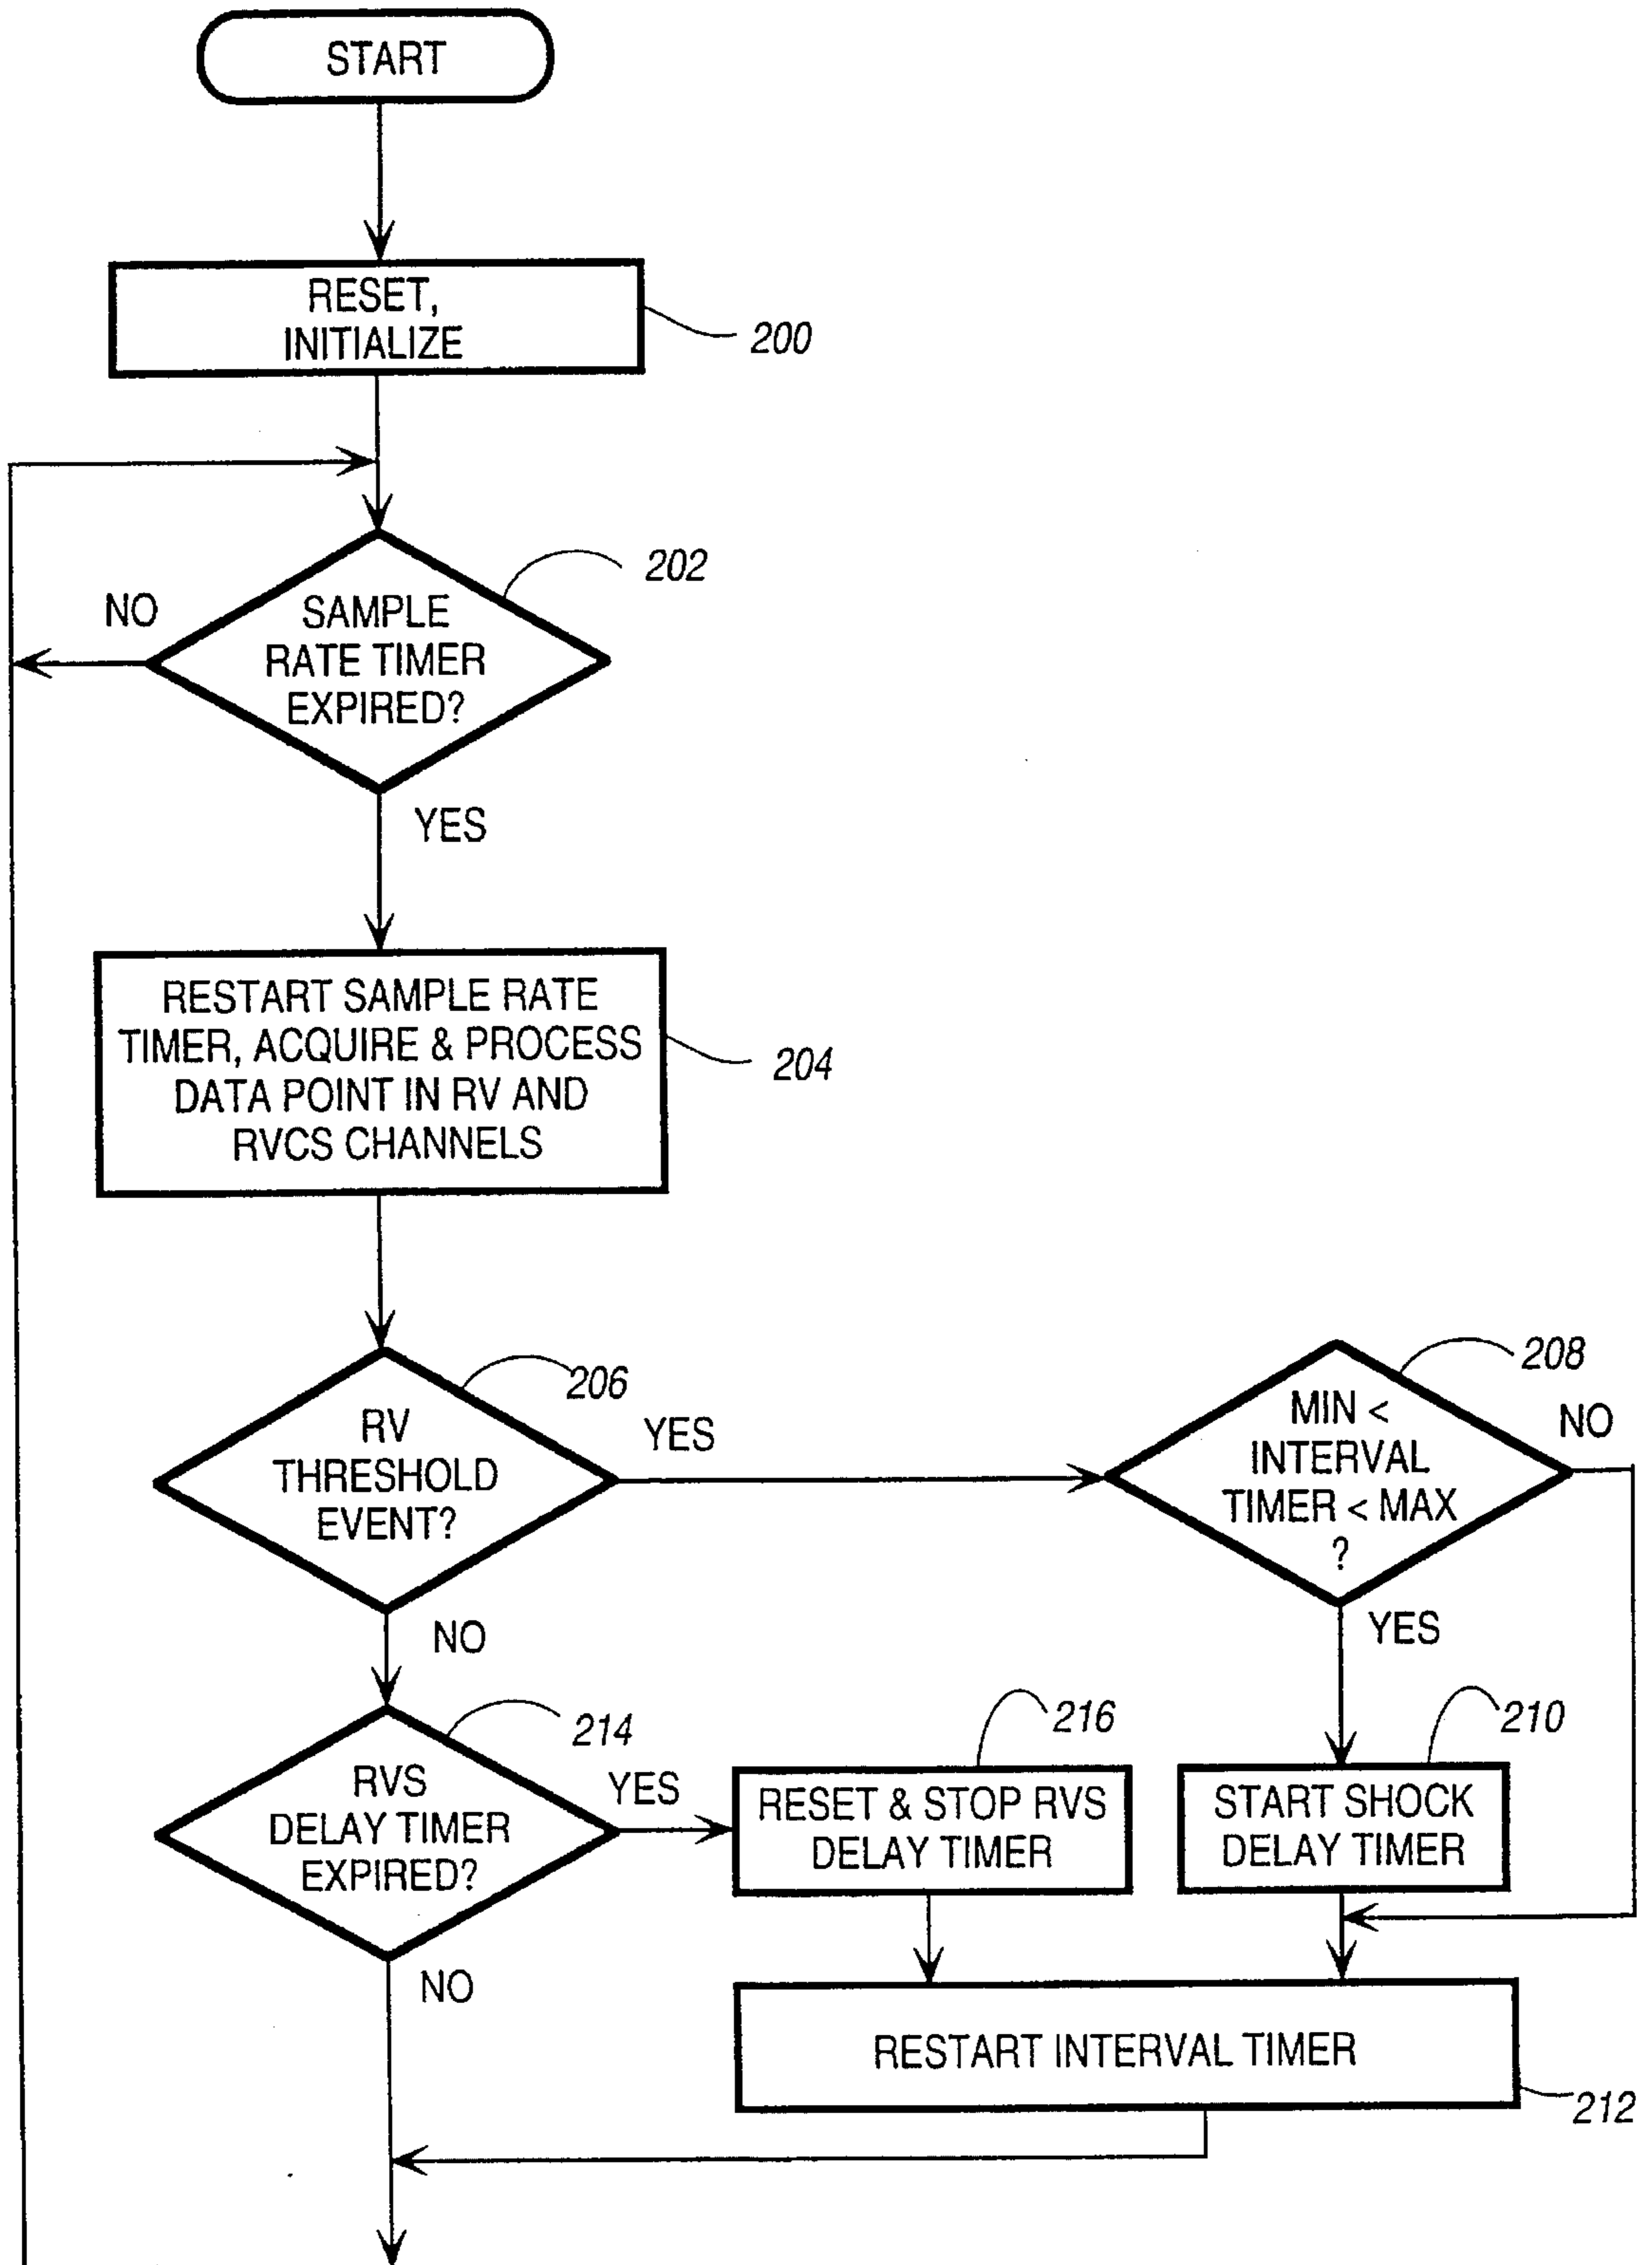 START
RESET,
INITIALIZE
200
202
NO
SAMPLE
RATE TIMER
EXPIRED?
YES
RESTART SAMPLE RATE
TIMER, ACQUIRE & PROCESS
DATA POINT IN RV AND
RVCS CHANNELS
204
206
RV
THRESHOLD
EVENT?
YES
208
MIN <
INTERVAL
TIMER < MAX
?
NO
NO
YES
214
RVS
DELAY TIMER
EXPIRED?
YES
216
RESET & STOP RVS
DELAY TIMER
210
START SHOCK
DELAY TIMER
NO
RESTART INTERVAL TIMER
212